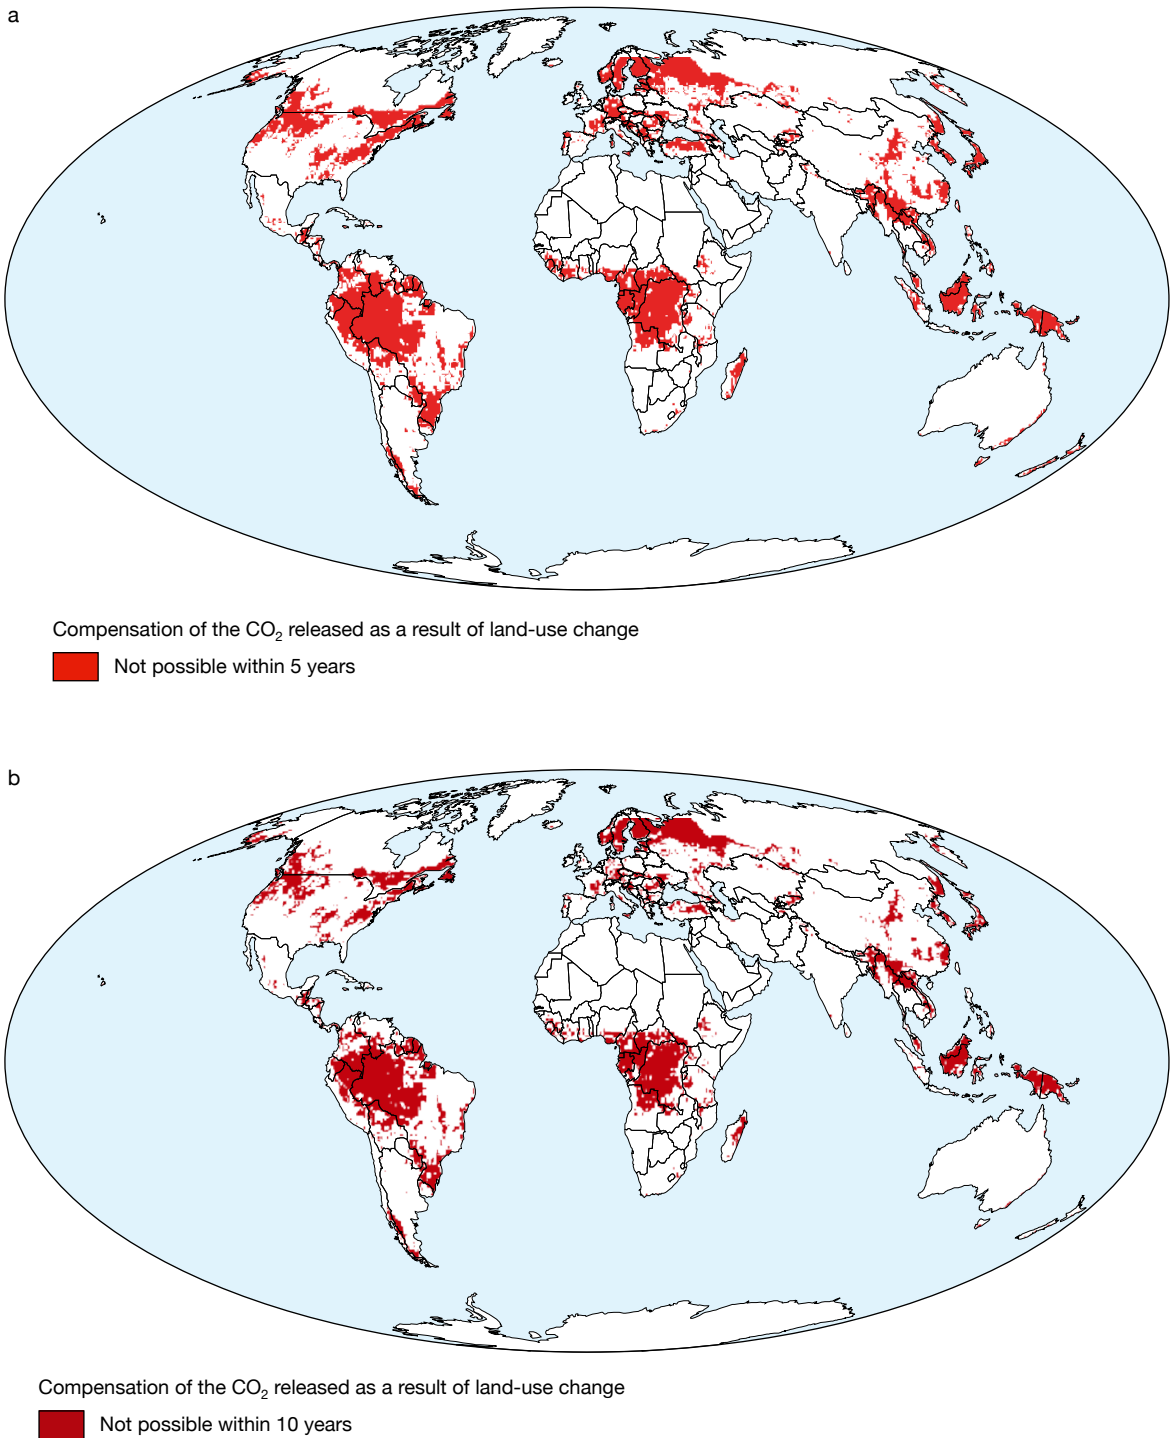 a
Compensation of the CO₂ released as a result of land-use change
Not possible within 5 years
b
Compensation of the CO₂ released as a result of land-use change
Not possible within 10 years